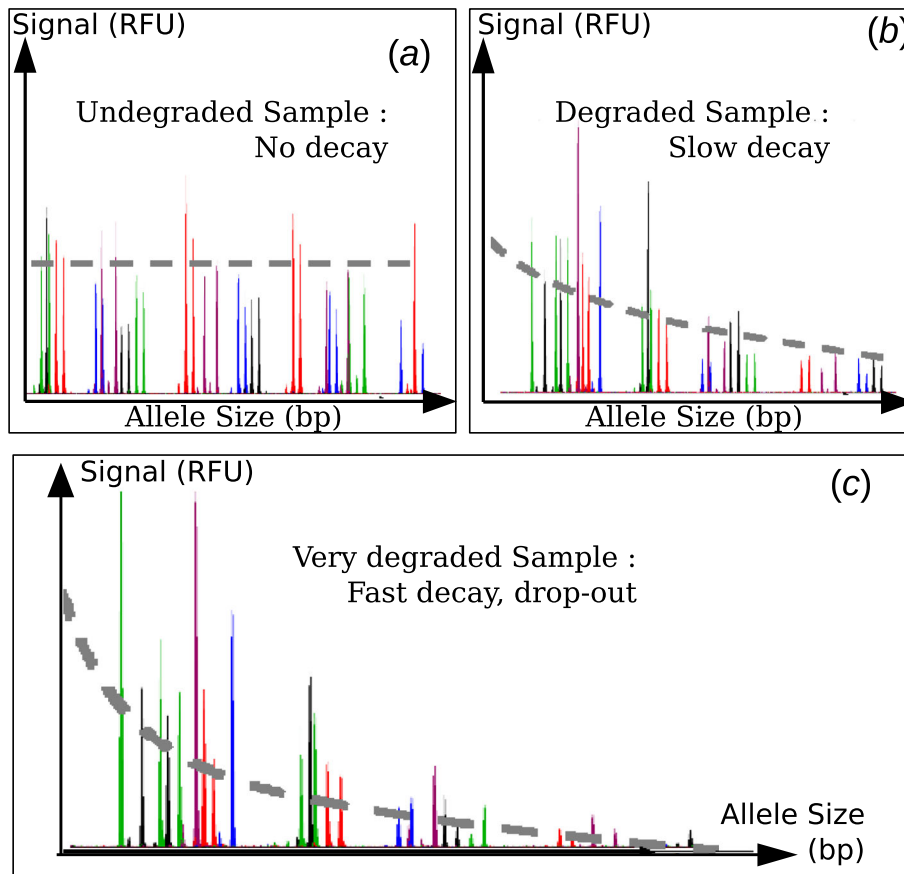 Signal (RFU)
(a)
Undegraded Sample :
No decay
Allele Size (bp)
Signal (RFU)
(b)
Degraded Sample :
Slow decay
Allele Size (bp)
Signal (RFU)
(c)
Very degraded Sample :
Fast decay, drop-out
Allele Size
(bp)